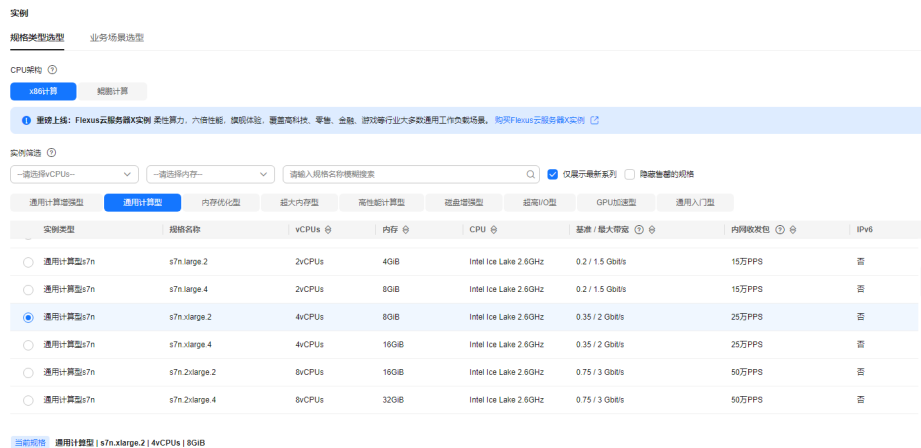 实例
规格类型选型 业务场景选型
CPU架构
x86计算 鲲鹏计算
重磅上线：Flexus云服务器X实例 柔性算力，六倍性能，旗舰体验，覆盖高科技、零售、金融、游戏等行业大多数通用工作负载场景。 购买Flexus云服务器X实例
实例筛选
--请选择vCPUs-- --请选择内存-- 请输入规格名称模糊搜索 仅展示最新系列 隐藏售罄的规格
通用计算增强型 通用计算型 内存优化型 超大内存型 高性能计算型 磁盘增强型 超高I/O型 GPU加速型 通用入门型
实例类型 规格名称 vCPUs 内存 CPU 基准 / 最大带宽 内网收发包 IPv6
通用计算型s7n s7n.large.2 2vCPUs 4GiB Intel Ice Lake 2.6GHz 0.2 / 1.5 Gbit/s 15万PPS 否
通用计算型s7n s7n.large.4 2vCPUs 8GiB Intel Ice Lake 2.6GHz 0.2 / 1.5 Gbit/s 15万PPS 否
通用计算型s7n s7n.xlarge.2 4vCPUs 8GiB Intel Ice Lake 2.6GHz 0.35 / 2 Gbit/s 25万PPS 否
通用计算型s7n s7n.xlarge.4 4vCPUs 16GiB Intel Ice Lake 2.6GHz 0.35 / 2 Gbit/s 25万PPS 否
通用计算型s7n s7n.2xlarge.2 8vCPUs 16GiB Intel Ice Lake 2.6GHz 0.75 / 3 Gbit/s 50万PPS 否
通用计算型s7n s7n.2xlarge.4 8vCPUs 32GiB Intel Ice Lake 2.6GHz 0.75 / 3 Gbit/s 50万PPS 否
当前规格 通用计算型 | s7n.xlarge.2 | 4vCPUs | 8GiB